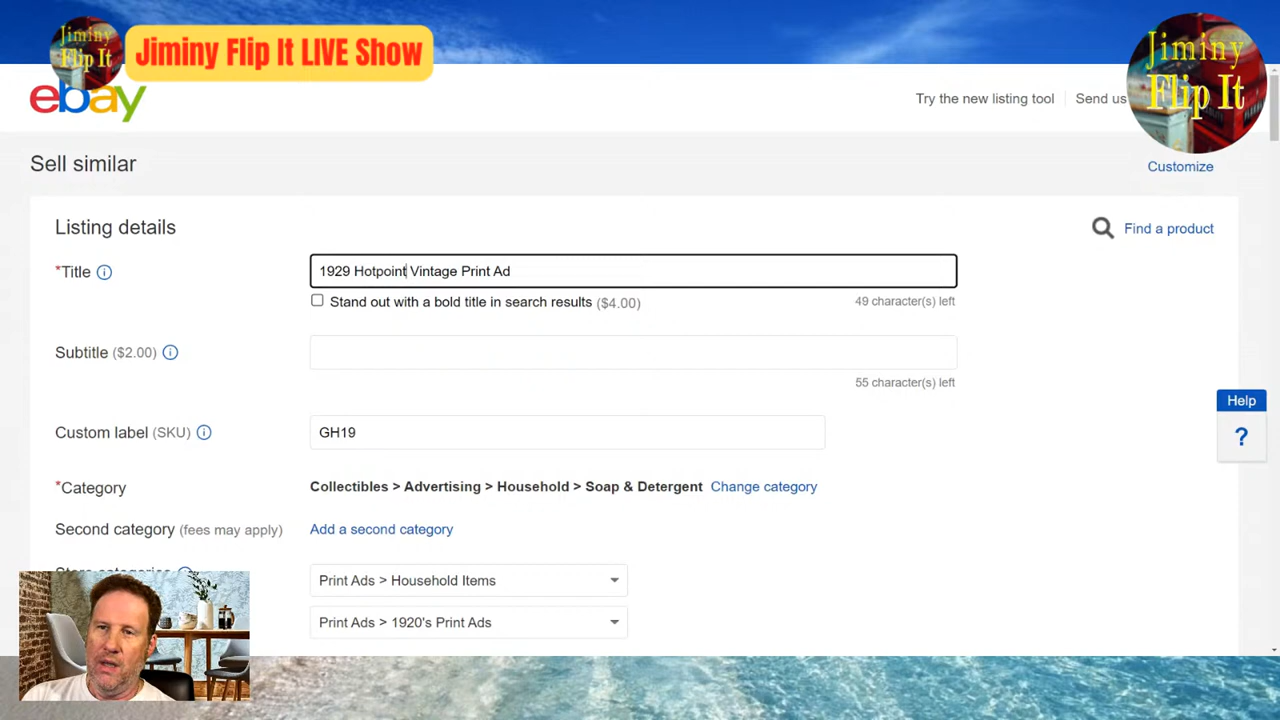 Jiminy
Flip It
Jiminy Flip It LIVE Show
Jiminy
Flip It
ebay
Try the new listing tool
Send us
Sell similar
Customize
Listing details
Find a product
*Title
1929 Hotpoint Vintage Print Ad
Stand out with a bold title in search results ($4.00)
49 character(s) left
Subtitle ($2.00)
55 character(s) left
Help
?
Custom label (SKU)
GH19
*Category
Collectibles > Advertising > Household > Soap & Detergent Change category
Second category (fees may apply)
Add a second category
Print Ads > Household Items
Print Ads > 1920's Print Ads